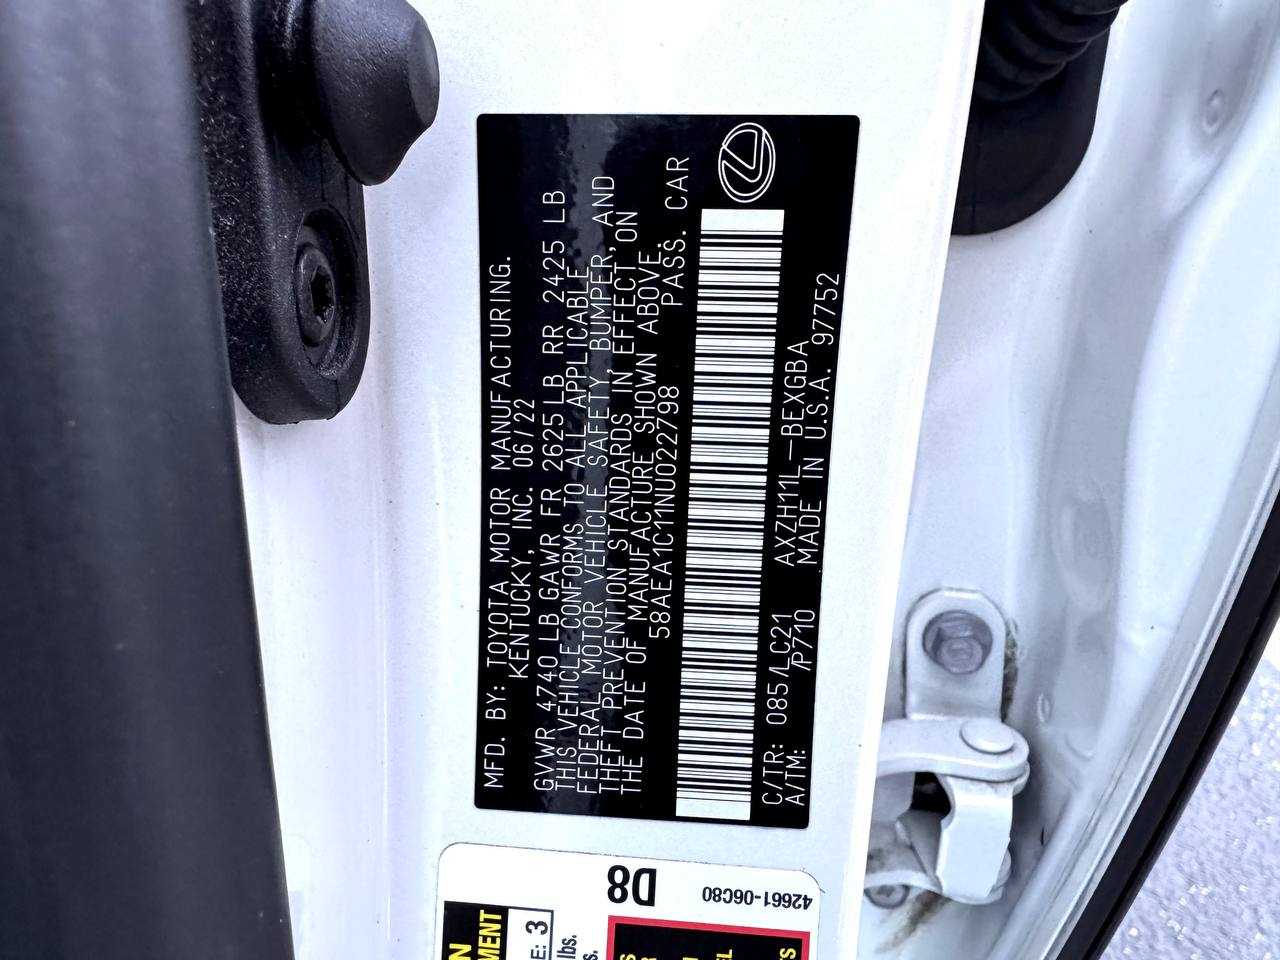 MFD. BY: TOYOTA MOTOR MANUFACTURING.
KENTUCKY, INC. 06/22
GVWR 4740 LB GAWR FR 2625 LB RR 2425 LB
THIS VEHICLE CONFORMS TO ALL APPLICABLE
FEDERAL MOTOR VEHICLE SAFETY, BUMPER, AND
THEFT PREVENTION STANDARDS IN EFFECT ON
THE DATE OF MANUFACTURE SHOWN ABOVE.
58AEA1C11NU022798 PASS. CAR
C/TR: 085/LC21 AXZH11L-BEXGBA
A/TM: /P710 MADE IN U.S.A. 97752
D8
42661-06C80
E: 3
lbs.